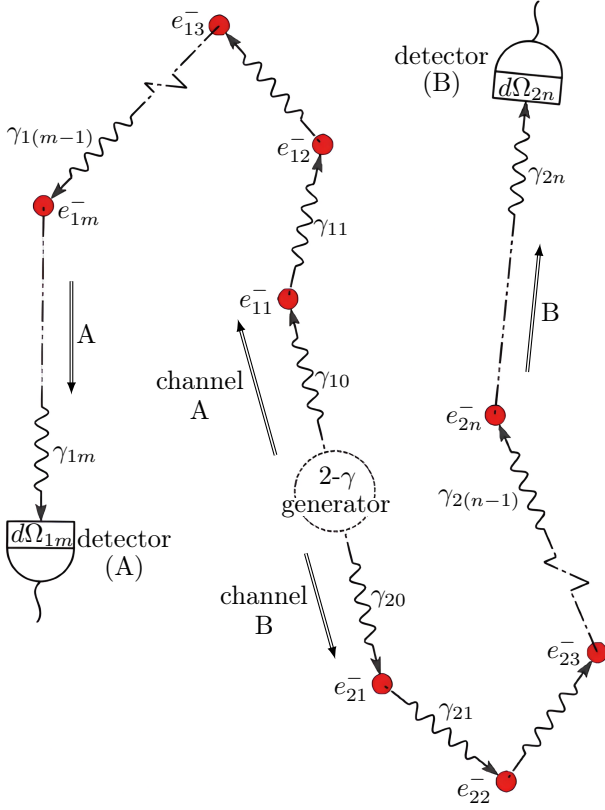 e⁻₁₃
detector
(B)
dΩ₂ₙ
γ₁₍ₘ₋₁₎
e⁻₁₂
γ₂ₙ
e⁻₁ₘ
γ₁₁
e⁻₁₁
A
B
channel
A
γ₁₀
e⁻₂ₙ
γ₁ₘ
2-γ
generator
γ₂₍ₙ₋₁₎
dΩ₁ₘ
detector
(A)
channel
B
γ₂₀
e⁻₂₃
e⁻₂₁
γ₂₁
e⁻₂₂